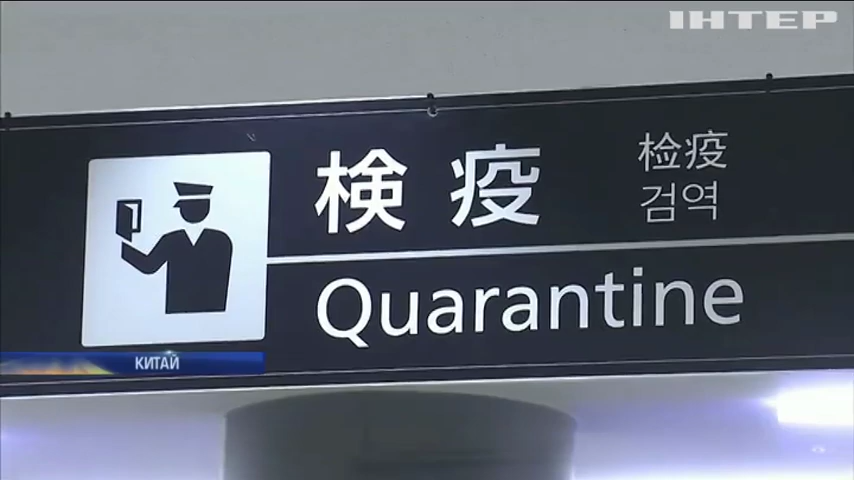 ІНТЕР
検疫
检疫
검역
Quarantine
КИТАЙ